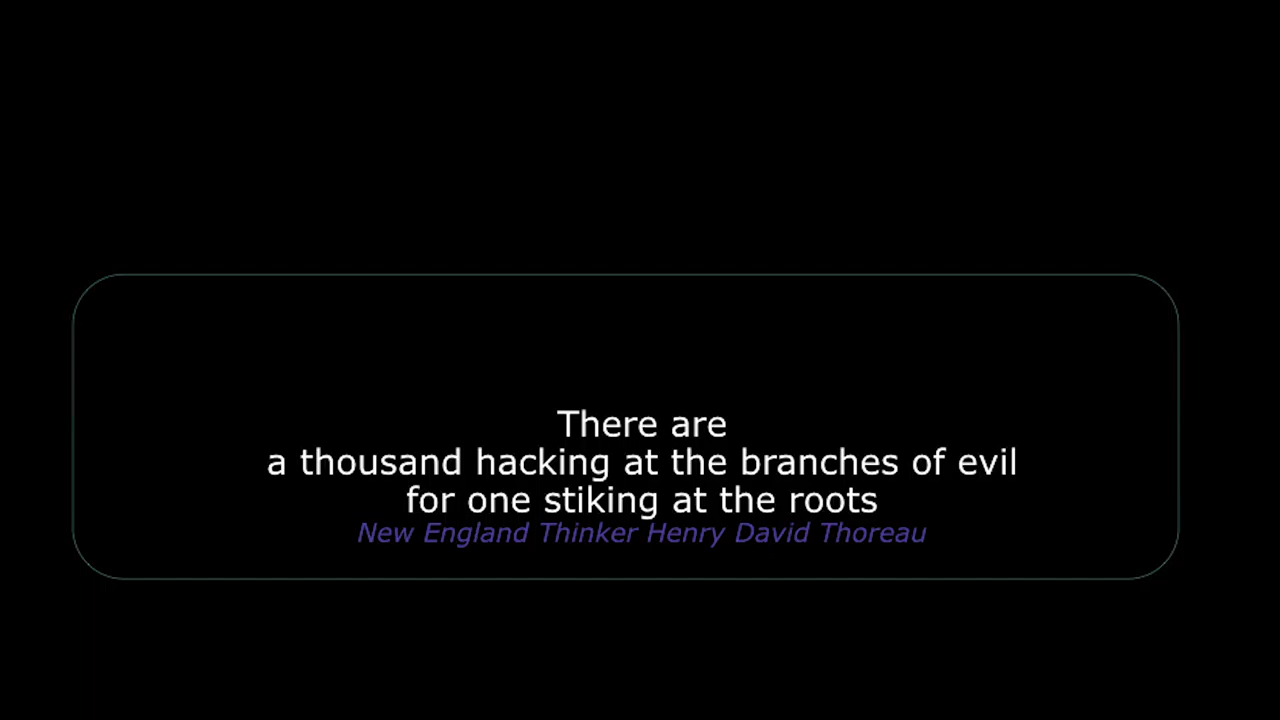 There are
a thousand hacking at the branches of evil
for one stiking at the roots
New England Thinker Henry David Thoreau